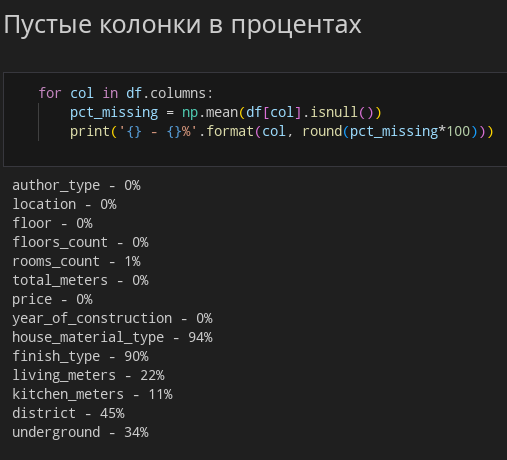 Пустые колонки в процентах
for col in df.columns:
    pct_missing = np.mean(df[col].isnull())
    print('{} - {}%'.format(col, round(pct_missing*100)))
author_type - 0%
location - 0%
floor - 0%
floors_count - 0%
rooms_count - 1%
total_meters - 0%
price - 0%
year_of_construction - 0%
house_material_type - 94%
finish_type - 90%
living_meters - 22%
kitchen_meters - 11%
district - 45%
underground - 34%